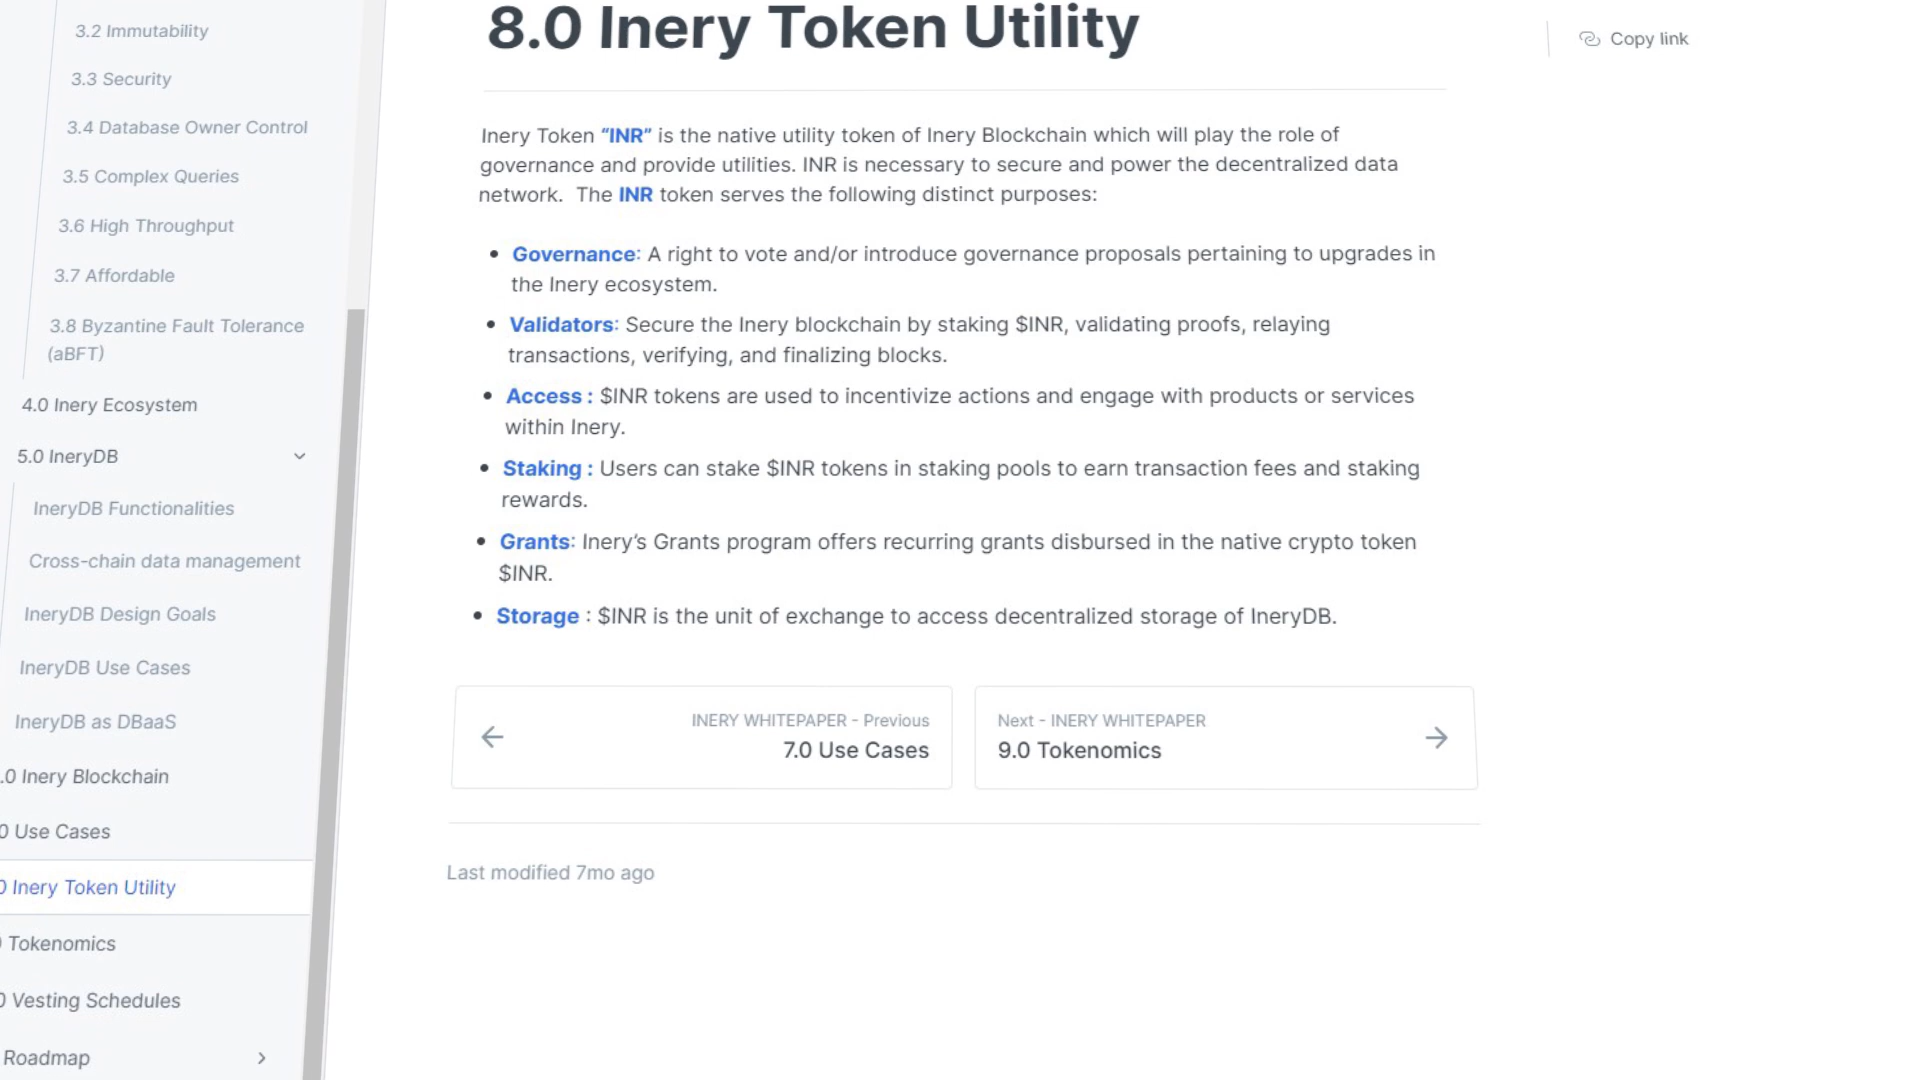 3.2 Immutability
3.3 Security
3.4 Database Owner Control
3.5 Complex Queries
3.6 High Throughput
3.7 Affordable
3.8 Byzantine Fault Tolerance
(aBFT)
4.0 Inery Ecosystem
5.0 IneryDB
IneryDB Functionalities
Cross-chain data management
IneryDB Design Goals
IneryDB Use Cases
IneryDB as DBaaS
.0 Inery Blockchain
0 Use Cases
0 Inery Token Utility
Tokenomics
0 Vesting Schedules
Roadmap
8.0 Inery Token Utility
Copy link
Inery Token “INR” is the native utility token of Inery Blockchain which will play the role of
governance and provide utilities. INR is necessary to secure and power the decentralized data
network.  The INR token serves the following distinct purposes:
• Governance: A right to vote and/or introduce governance proposals pertaining to upgrades in
the Inery ecosystem.
• Validators: Secure the Inery blockchain by staking $INR, validating proofs, relaying
transactions, verifying, and finalizing blocks.
• Access : $INR tokens are used to incentivize actions and engage with products or services
within Inery.
• Staking : Users can stake $INR tokens in staking pools to earn transaction fees and staking
rewards.
• Grants: Inery’s Grants program offers recurring grants disbursed in the native crypto token
$INR.
• Storage : $INR is the unit of exchange to access decentralized storage of IneryDB.
INERY WHITEPAPER - Previous
7.0 Use Cases
Next - INERY WHITEPAPER
9.0 Tokenomics
Last modified 7mo ago